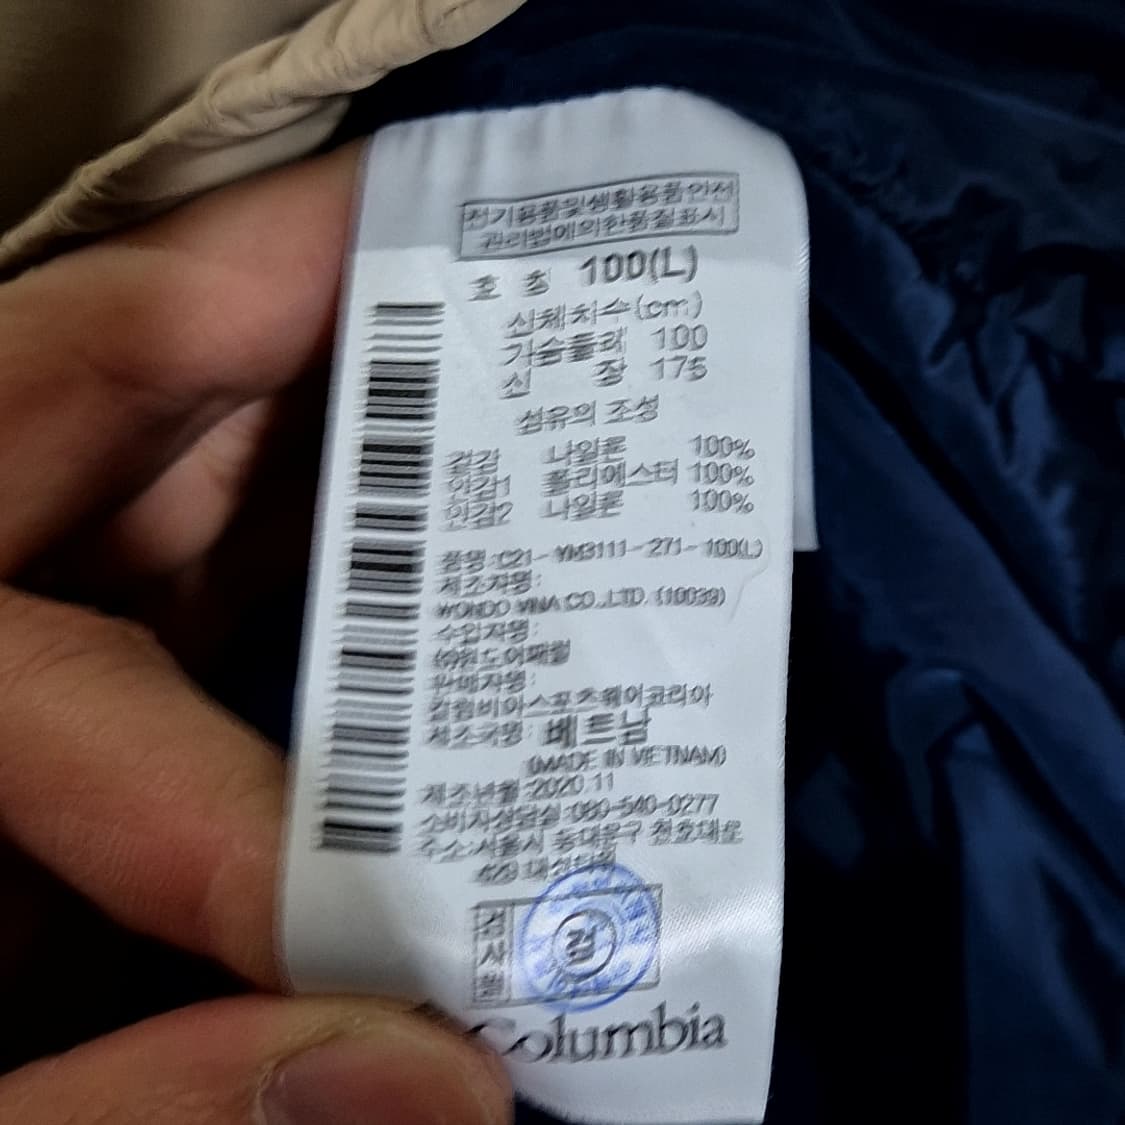 전기용품및생활용품안전
관리법에의한품질표시
호 칭 100(L)
신체치수(cm)
가슴둘레 100
신 장 175
섬유의 조성
겉감 나일론 100%
안감1 폴리에스터 100%
안감2 나일론 100%
품명:C21-YM3111-271-100(L)
제조자명:
WONDO VINA CO.,LTD. (10039)
수입자명:
(주)원도어패럴
판매자명:
컬럼비아스포츠웨어코리아
제조국명: 베트남
(MADE IN VIETNAM)
제조년월:2020.11
소비자상담실:080-540-0277
주소:서울시 동대문구 천호대로
검사필
검
Columbia